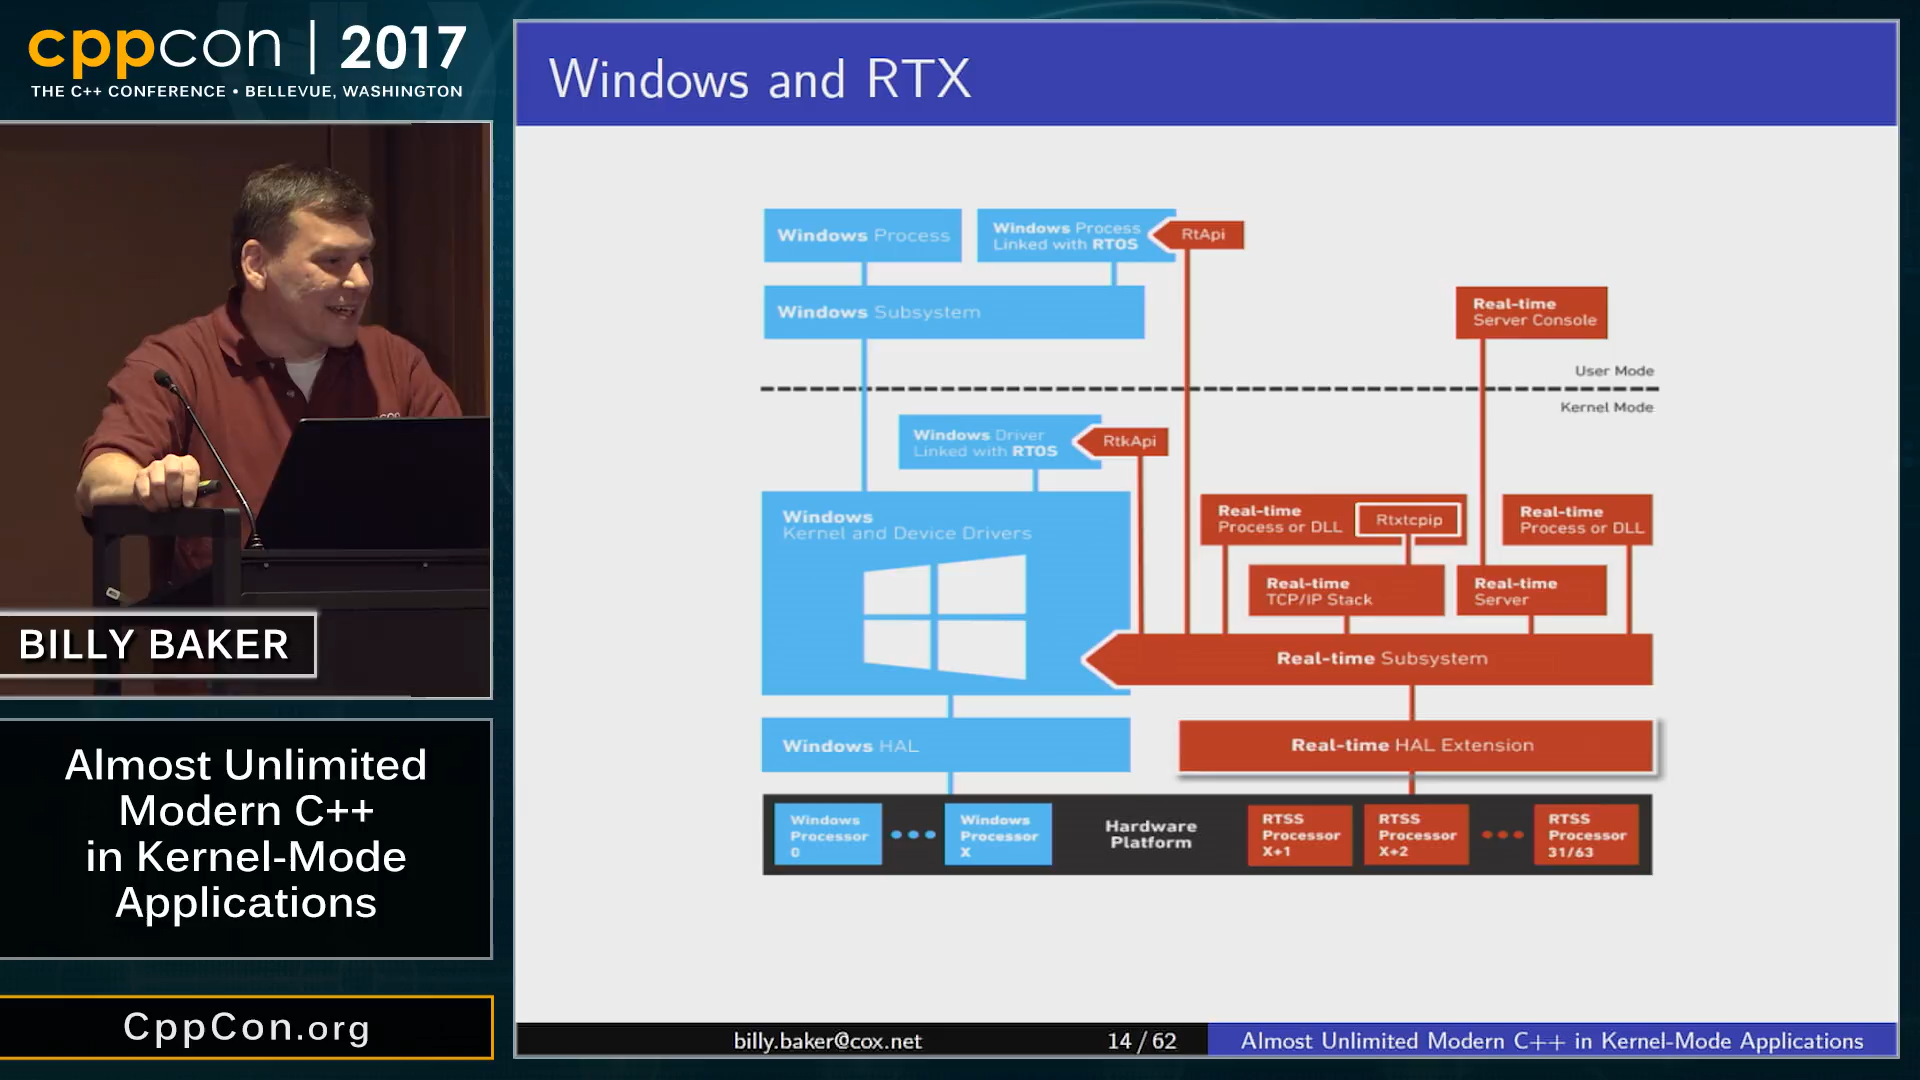 cppcon | 2017
THE C++ CONFERENCE • BELLEVUE, WASHINGTON
BILLY BAKER
Almost Unlimited
Modern C++
in Kernel-Mode
Applications
CppCon.org
Windows and RTX
Windows Process
Windows Process
Linked with RTOS
RtApi
Windows Subsystem
Real-time
Server Console
User Mode
Kernel Mode
Windows Driver
Linked with RTOS
RtkApi
Windows
Kernel and Device Drivers
Real-time
Process or DLL
Rtxtcpip
Real-time
Process or DLL
Real-time
TCP/IP Stack
Real-time
Server
Real-time Subsystem
Windows HAL
Real-time HAL Extension
Windows
Processor
0
Windows
Processor
X
Hardware
Platform
RTSS
Processor
X+1
RTSS
Processor
X+2
RTSS
Processor
31/63
billy.baker@cox.net
14 / 62
Almost Unlimited Modern C++ in Kernel-Mode Applications